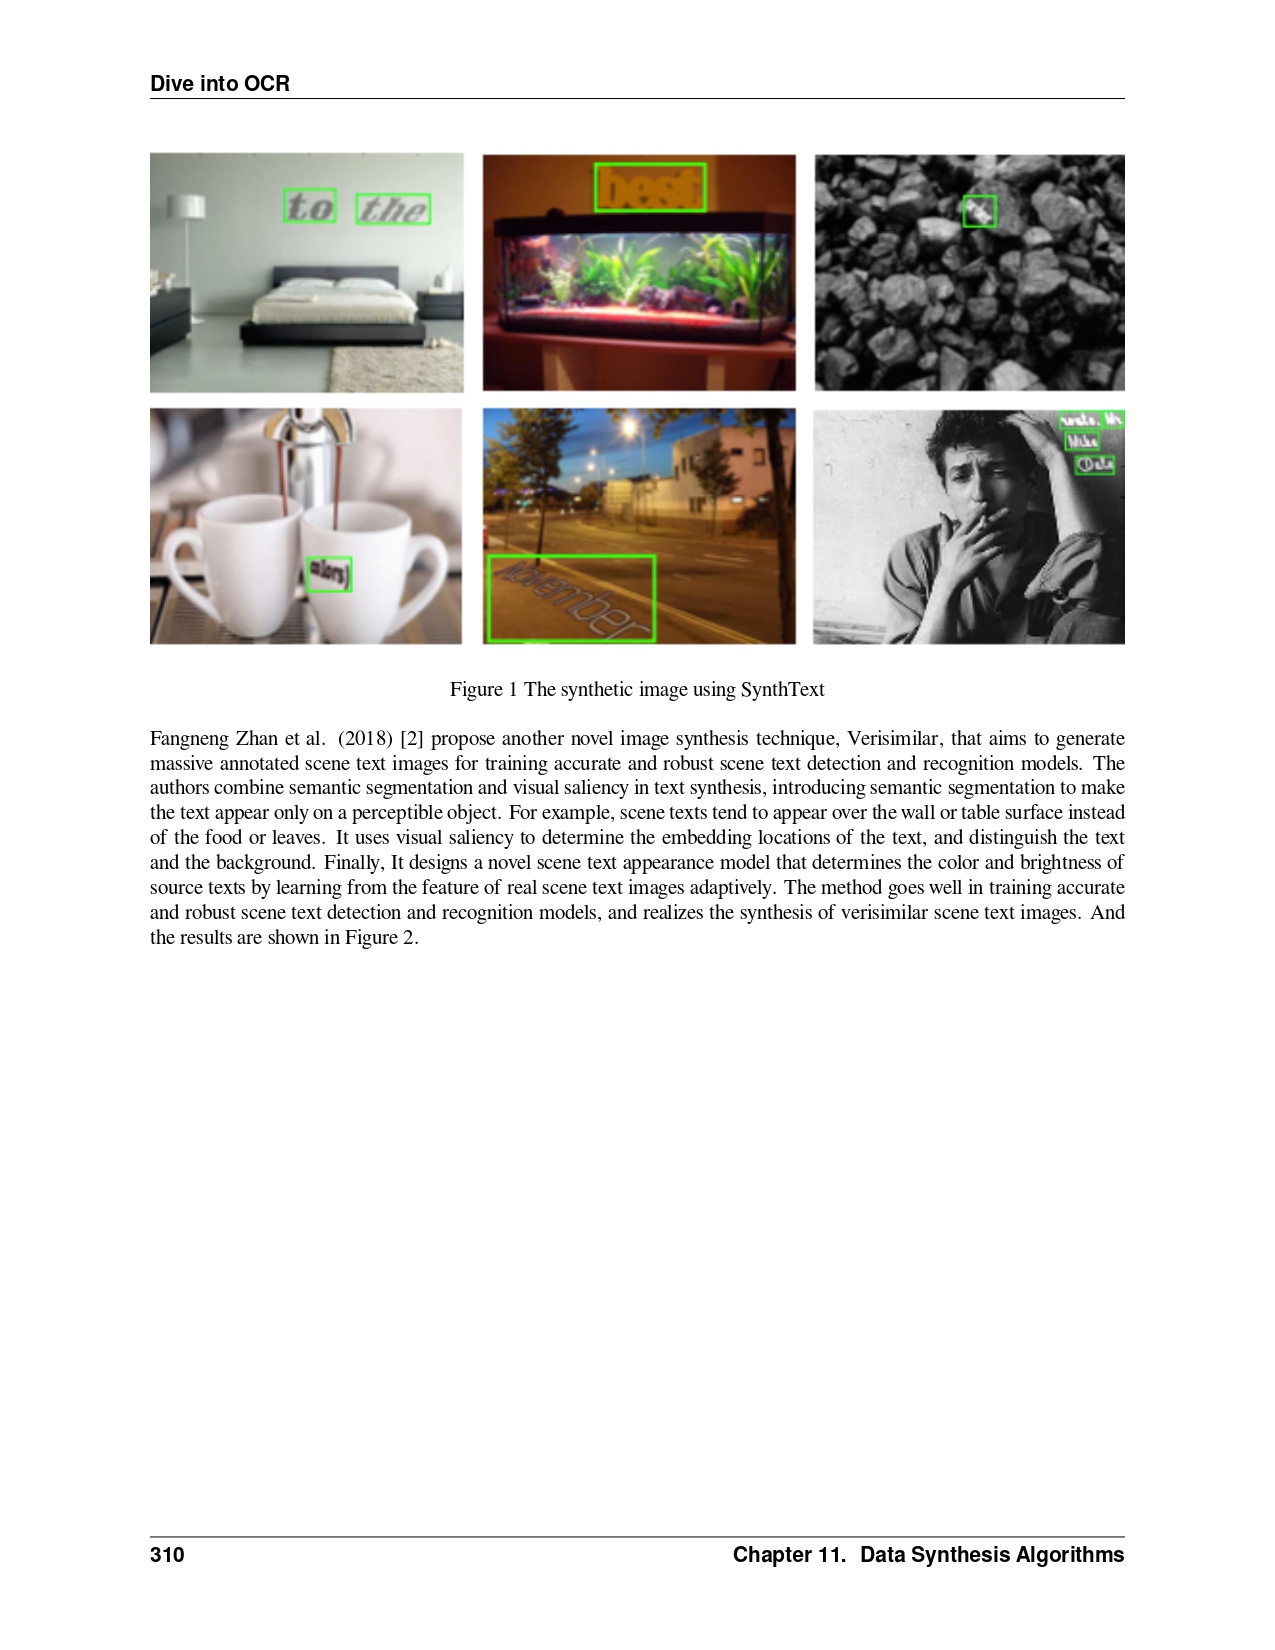 Dive into OCR
to the
best
colors]
november
Mike
Figure 1 The synthetic image using SynthText
Fangneng Zhan et al. (2018) [2] propose another novel image synthesis technique, Verisimilar, that aims to generate
massive annotated scene text images for training accurate and robust scene text detection and recognition models. The
authors combine semantic segmentation and visual saliency in text synthesis, introducing semantic segmentation to make
the text appear only on a perceptible object. For example, scene texts tend to appear over the wall or table surface instead
of the food or leaves. It uses visual saliency to determine the embedding locations of the text, and distinguish the text
and the background. Finally, It designs a novel scene text appearance model that determines the color and brightness of
source texts by learning from the feature of real scene text images adaptively. The method goes well in training accurate
and robust scene text detection and recognition models, and realizes the synthesis of verisimilar scene text images. And
the results are shown in Figure 2.
310 Chapter 11. Data Synthesis Algorithms